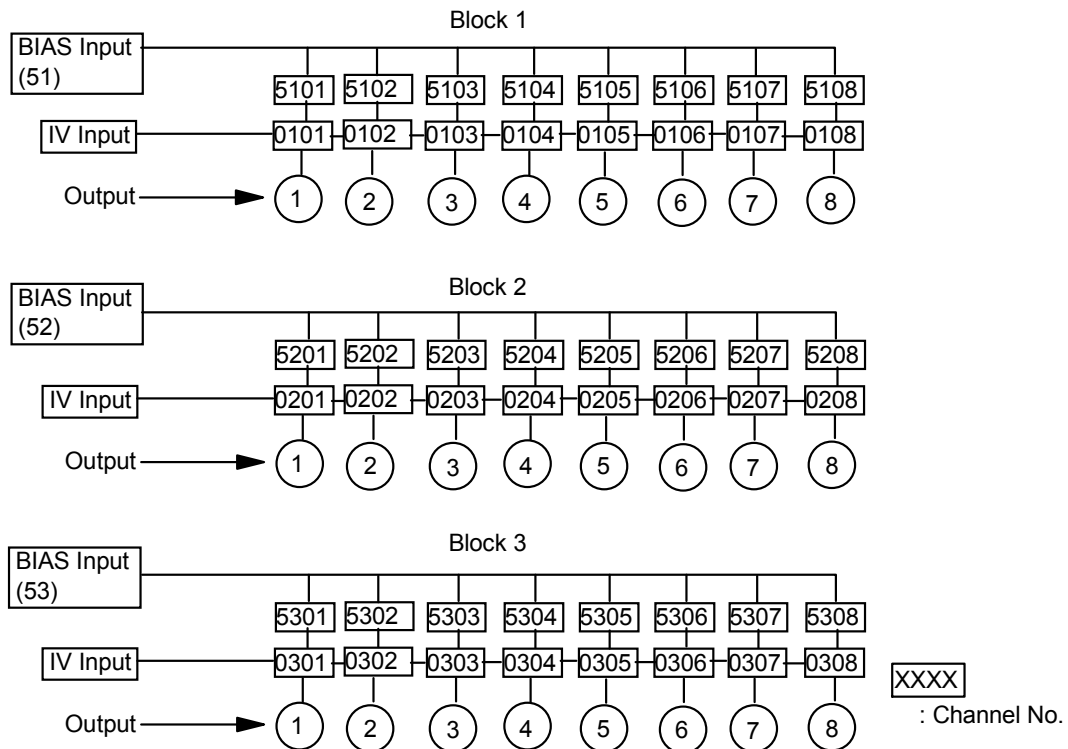 Block 1
BIAS Input
(51)
5101 5102 5103 5104 5105 5106 5107 5108
IV Input 0101 0102 0103 0104 0105 0106 0107 0108
Output 1 2 3 4 5 6 7 8
Block 2
BIAS Input
(52)
5201 5202 5203 5204 5205 5206 5207 5208
IV Input 0201 0202 0203 0204 0205 0206 0207 0208
Output 1 2 3 4 5 6 7 8
Block 3
BIAS Input
(53)
5301 5302 5303 5304 5305 5306 5307 5308
IV Input 0301 0302 0303 0304 0305 0306 0307 0308
XXXX
: Channel No.
Output 1 2 3 4 5 6 7 8